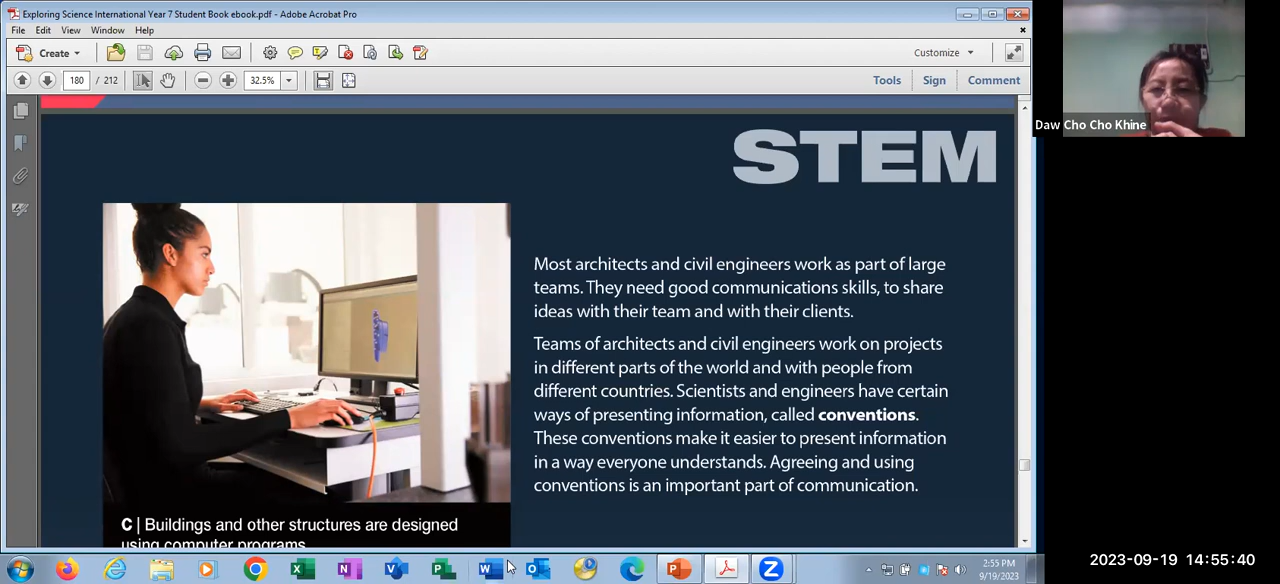 Exploring Science International Year 7 Student Book ebook.pdf - Adobe Acrobat Pro
File Edit View Window Help
Create
Customize
180 / 212
32.5%
Tools Sign Comment
Daw Cho Cho Khine
STEM
Most architects and civil engineers work as part of large
teams. They need good communications skills, to share
ideas with their team and with their clients.
Teams of architects and civil engineers work on projects
in different parts of the world and with people from
different countries. Scientists and engineers have certain
ways of presenting information, called conventions.
These conventions make it easier to present information
in a way everyone understands. Agreeing and using
conventions is an important part of communication.
C | Buildings and other structures are designed
using computer programs
2:55 PM
9/19/2023
2023-09-19 14:55:40